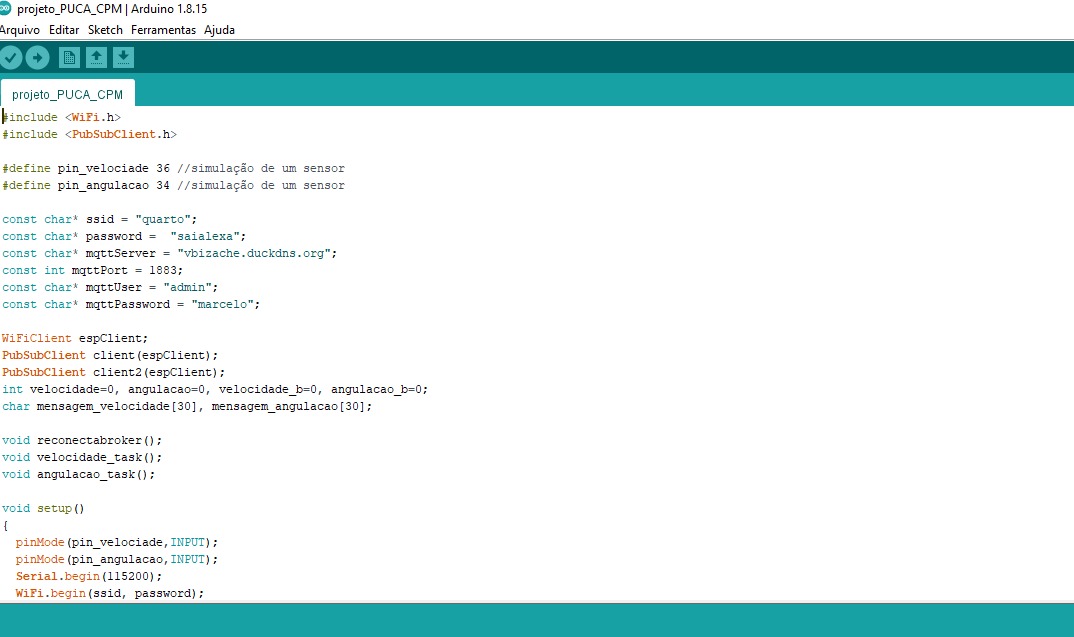 projeto_PUCA_CPM | Arduino 1.8.15
Arquivo Editar Sketch Ferramentas Ajuda
projeto_PUCA_CPM
#include <WiFi.h>
#include <PubSubClient.h>
#define pin_velociade 36 //simulação de um sensor
#define pin_angulacao 34 //simulação de um sensor
const char* ssid = "quarto";
const char* password =  "saialexa";
const char* mqttServer = "vbizache.duckdns.org";
const int mqttPort = 1883;
const char* mqttUser = "admin";
const char* mqttPassword = "marcelo";
WiFiClient espClient;
PubSubClient client(espClient);
PubSubClient client2(espClient);
int velocidade=0, angulacao=0, velocidade_b=0, angulacao_b=0;
char mensagem_velocidade[30], mensagem_angulacao[30];
void reconectabroker();
void velocidade_task();
void angulacao_task();
void setup()
{
  pinMode(pin_velociade,INPUT);
  pinMode(pin_angulacao,INPUT);
  Serial.begin(115200);
  WiFi.begin(ssid, password);